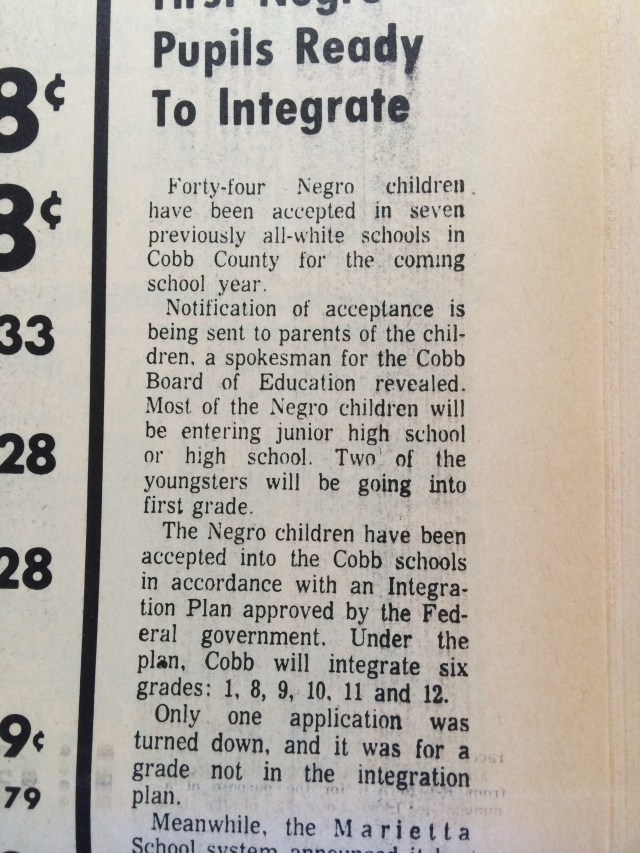 8¢
8¢
33
28
28
9¢
79
Pupils Ready
To Integrate
Forty-four Negro children
have been accepted in seven
previously all-white schools in
Cobb County for the coming
school year.
Notification of acceptance is
being sent to parents of the chil-
dren, a spokesman for the Cobb
Board of Education revealed.
Most of the Negro children will
be entering junior high school
or high school. Two of the
youngsters will be going into
first grade.
The Negro children have been
accepted into the Cobb schools
in accordance with an Integra-
tion Plan approved by the Fed-
eral government. Under the
plan, Cobb will integrate six
grades: 1, 8, 9, 10, 11 and 12.
Only one application was
turned down, and it was for a
grade not in the integration
plan.
Meanwhile, the Marietta
School system announced it